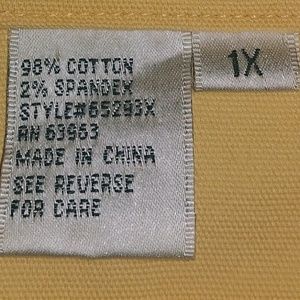 98% COTTON
2% SPANDEX
STYLE#65293X
RN 63953
MADE IN CHINA
SEE REVERSE
FOR CARE
1X